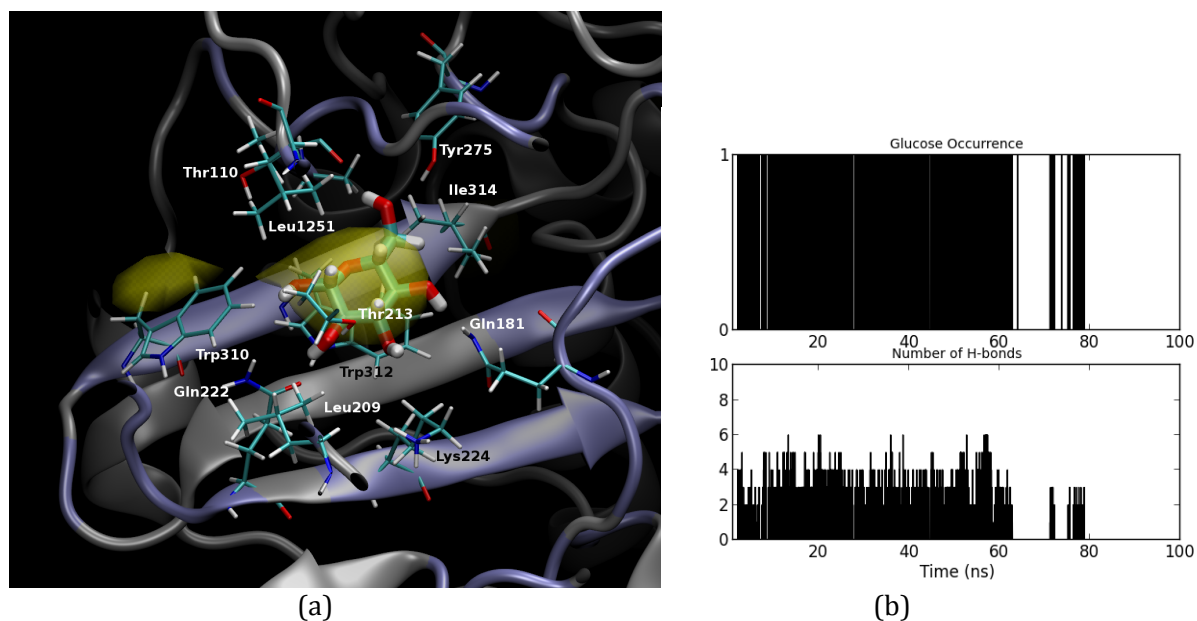 Tyr275
Thr110
Ile314
Leu1251
Thr213
Gln181
Trp310
Trp312
Gln222
Leu209
Lys224
(a)
Glucose Occurrence
1
0
20 40 60 80 100
Number of H-bonds
10
8
6
4
2
0
20 40 60 80 100
Time (ns)
(b)